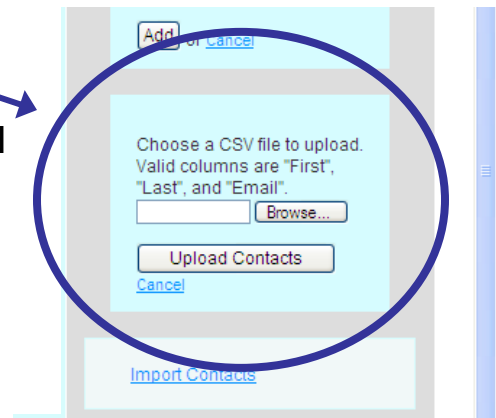 Add or Cancel
Choose a CSV file to upload.
Valid columns are "First",
"Last", and "Email".
Browse...
Upload Contacts
Cancel
Import Contacts